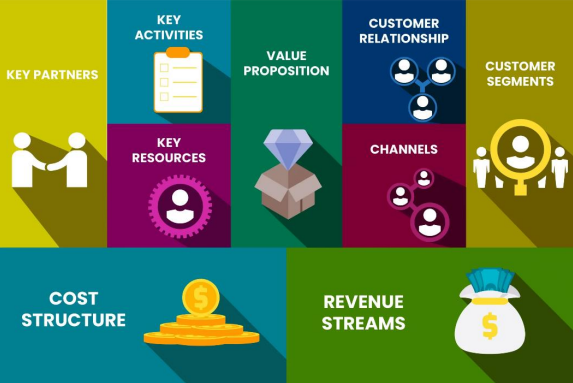 KEY PARTNERS
KEY
ACTIVITIES
KEY
RESOURCES
VALUE
PROPOSITION
CUSTOMER
RELATIONSHIP
CHANNELS
CUSTOMER
SEGMENTS
COST
STRUCTURE
$
REVENUE
STREAMS
$